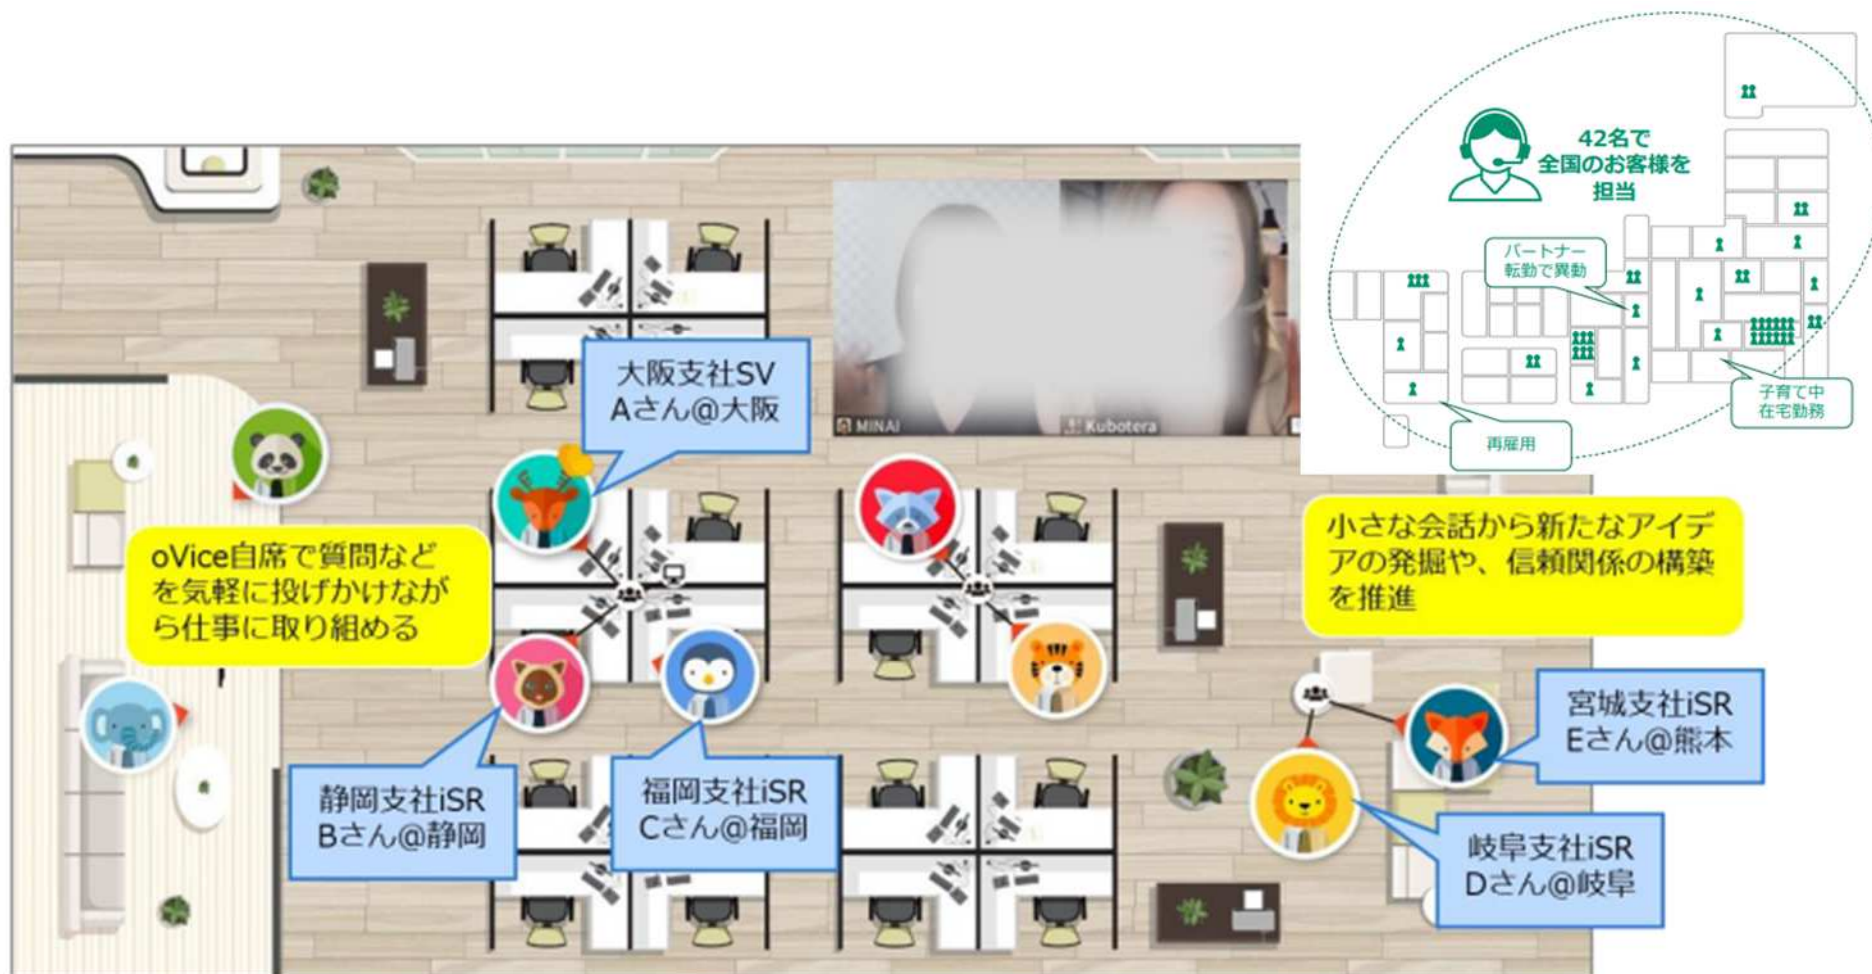 42名で
全国のお客様を
担当
パートナー
転勤で異動
子育て中
在宅勤務
再雇用
MINAI
Kubotera
大阪支社SV
Aさん@大阪
oVice自席で質問など
を気軽に投げかけなが
ら仕事に取り組める
小さな会話から新たなアイデ
アの発掘や、信頼関係の構築
を推進
静岡支社iSR
Bさん@静岡
福岡支社iSR
Cさん@福岡
宮城支社iSR
Eさん@熊本
岐阜支社iSR
Dさん@岐阜